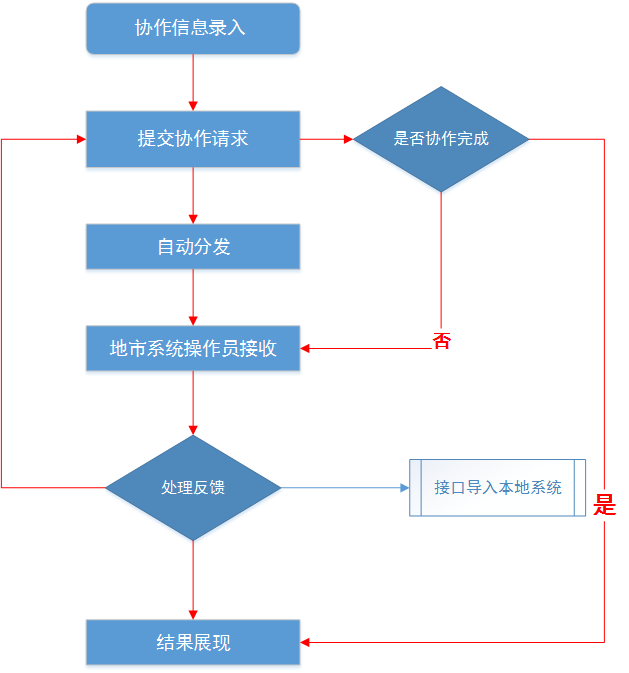 协作信息录入
提交协作请求
是否协作完成
自动分发
地市系统操作员接收
否
处理反馈
接口导入本地系统
是
结果展现